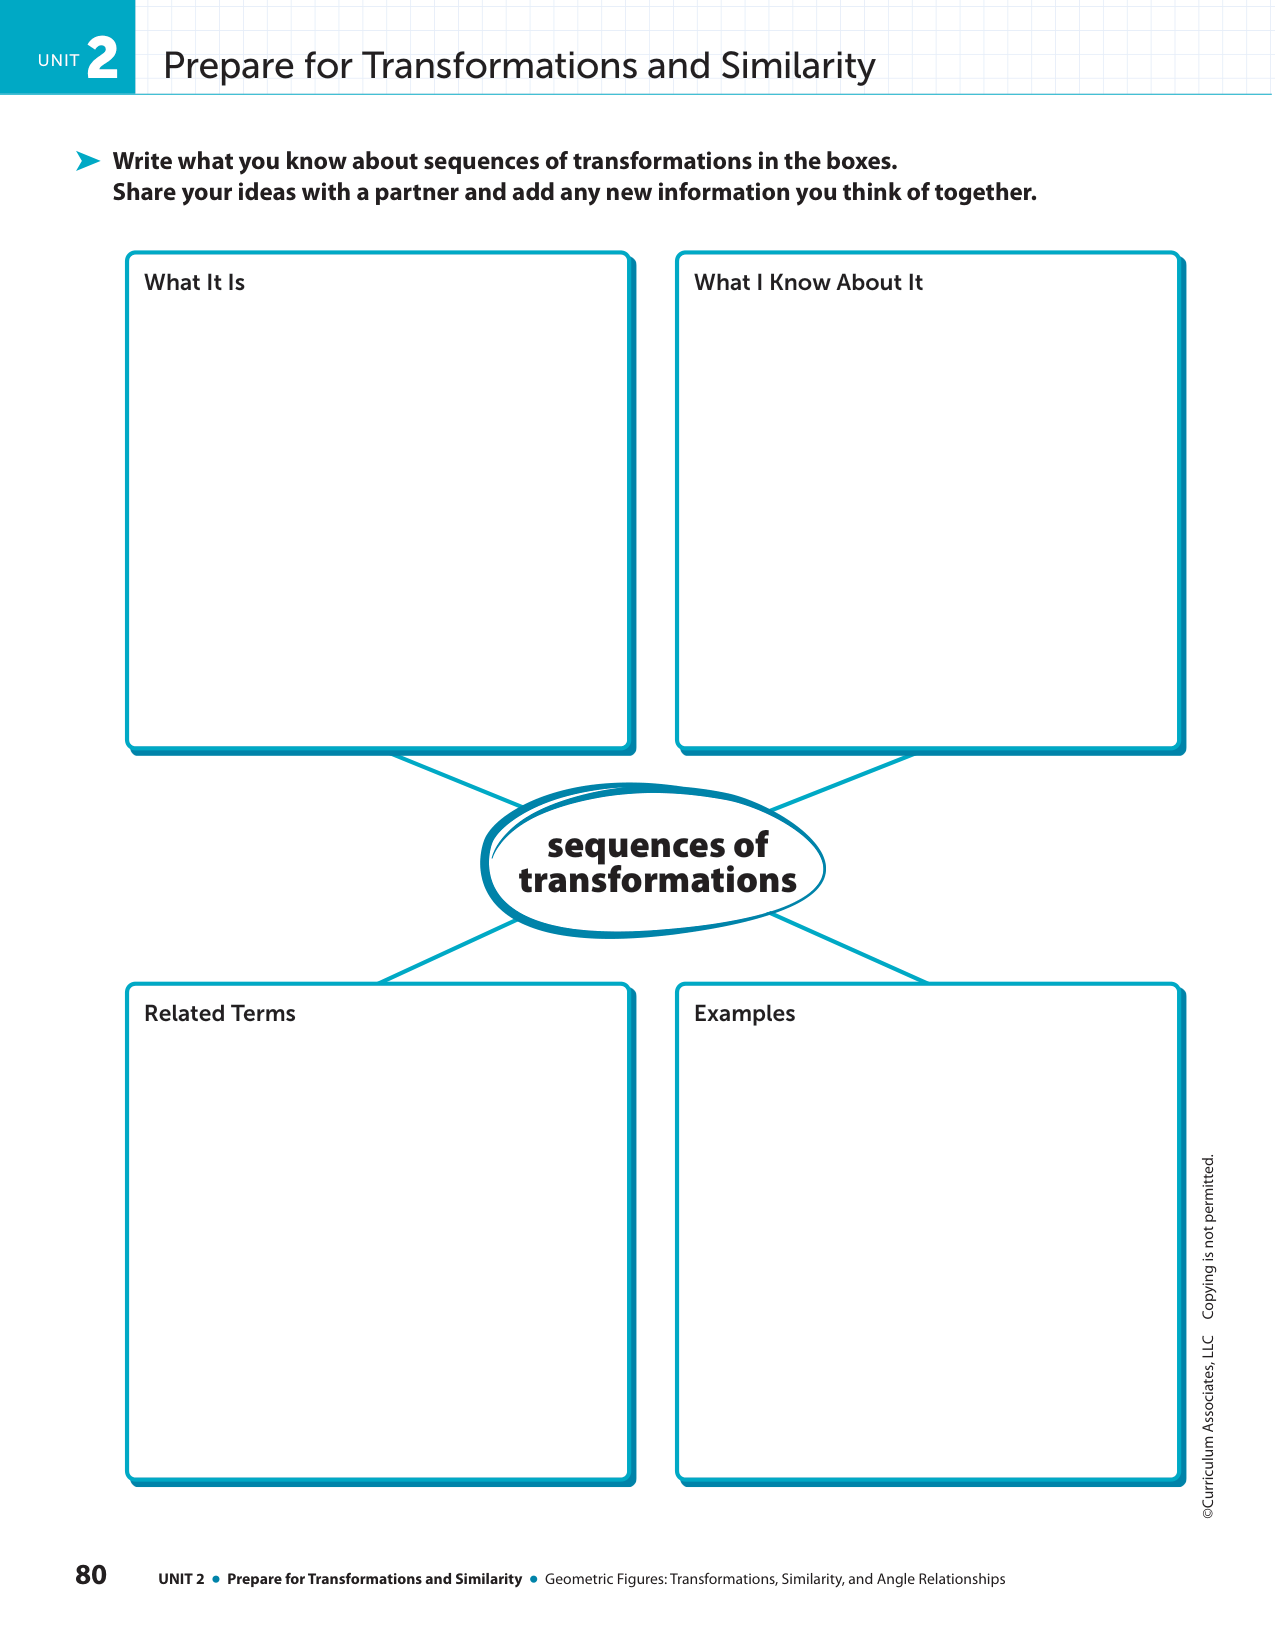 UNIT 2
Prepare for Transformations and Similarity
Write what you know about sequences of transformations in the boxes.
Share your ideas with a partner and add any new information you think of together.
What It Is
What I Know About It
sequences of
transformations
Related Terms
Examples
©Curriculum Associates, LLC Copying is not permitted.
80
UNIT 2 • Prepare for Transformations and Similarity • Geometric Figures: Transformations, Similarity, and Angle Relationships